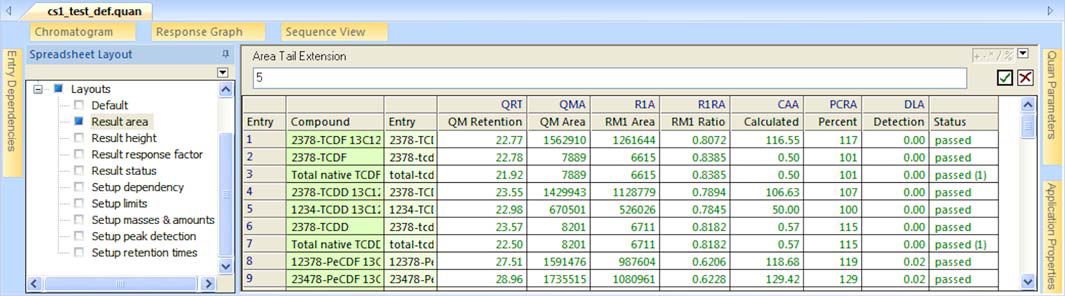 cs1_test_def.quan
Chromatogram Response Graph Sequence View
Entry Dependencies
Spreadsheet Layout
Layouts
Default
Result area
Result height
Result response factor
Result status
Setup dependency
Setup limits
Setup masses & amounts
Setup peak detection
Setup retention times
Area Tail Extension
+ - * / %
5
QRT QMA R1A R1RA CAA PCRA DLA
Entry Compound Entry QM Retention QM Area RM1 Area RM1 Ratio Calculated Percent Detection Status
1 2378-TCDF 13C12 2378-TCD 22.77 1562910 1261644 0.8072 116.55 117 0.00 passed
2 2378-TCDF 2378-tcd 22.78 7889 6615 0.8385 0.50 101 0.00 passed
3 Total native TCDF total-tcd 21.92 7889 6615 0.8385 0.50 101 0.00 passed (1)
4 2378-TCDD 13C12 2378-TCD 23.55 1429943 1128779 0.7894 106.63 107 0.00 passed
5 1234-TCDD 13C12 1234-TCD 22.98 670501 526026 0.7845 50.00 100 0.00 passed
6 2378-TCDD 2378-tcd 23.57 8201 6711 0.8182 0.57 115 0.00 passed
7 Total native TCDD total-tcd 22.50 8201 6711 0.8182 0.57 115 0.00 passed (1)
8 12378-PeCDF 13C 12378-Pe 27.51 1591476 987604 0.6206 118.68 119 0.02 passed
9 23478-PeCDF 13C 23478-Pe 28.96 1735515 1080961 0.6228 129.42 129 0.02 passed
Quan Parameters
Application Properties